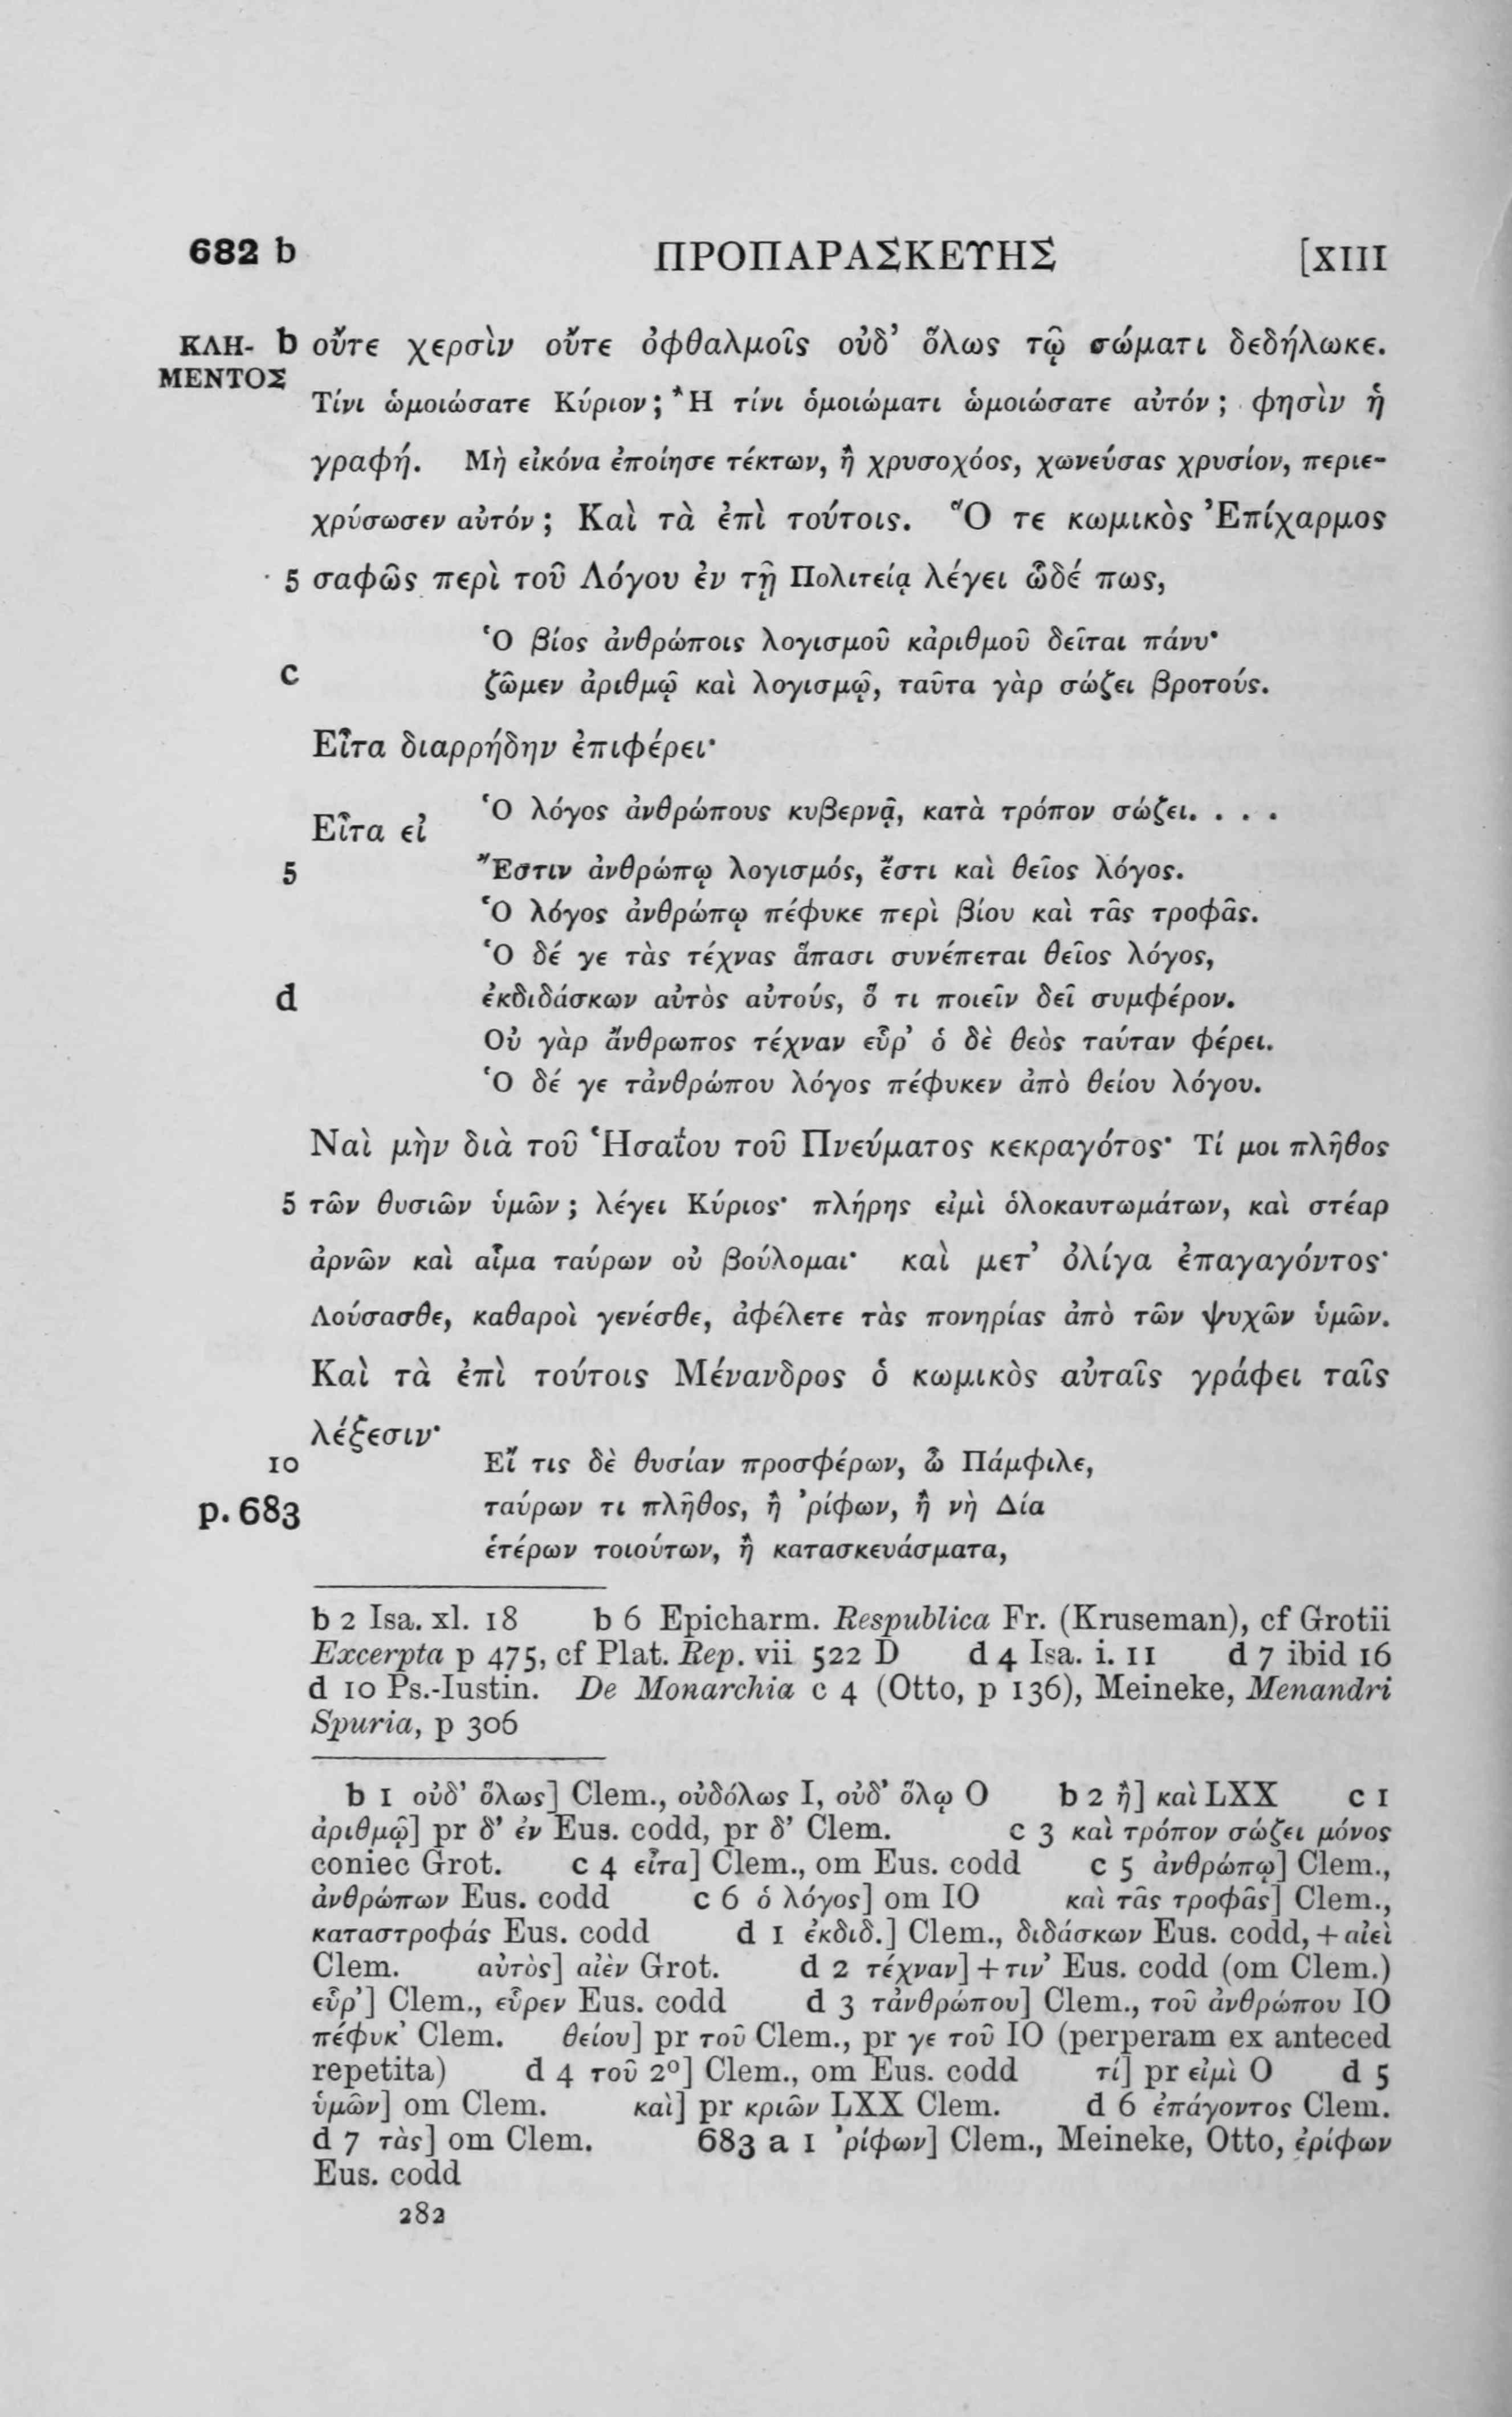 682 b ΠΡΟΠΑΡΑΣΚΕΥΗΣ [XIII
ΚΛΗ- b οὔτε χερσὶν οὔτε ὀφθαλμοῖς οὐδ’ ὅλως τῷ σώματι δεδήλωκε.
ΜΕΝΤΟΣ
Τίνι ὡμοιώσατε Κύριον; Ἢ τίνι ὁμοιώματι ὡμοιώσατε αὐτόν; φησὶν ἡ
γραφή. Μὴ εἰκόνα ἐποίησε τέκτων, ἢ χρυσοχόος, χωνεύσας χρυσίον, περιε-
χρύσωσεν αὐτόν; Καὶ τὰ ἐπὶ τούτοις. Ὅ τε κωμικὸς Ἐπίχαρμος
5 σαφῶς περὶ τοῦ Λόγου ἐν τῇ Πολιτείᾳ λέγει ὧδέ πως,
Ὁ βίος ἀνθρώποις λογισμοῦ κἀριθμοῦ δεῖται πάνυ·
c ζῶμεν ἀριθμῷ καὶ λογισμῷ, ταῦτα γὰρ σώζει βροτούς.
Εἶτα διαρρήδην ἐπιφέρει·
Ὁ λόγος ἀνθρώπους κυβερνᾷ, κατὰ τρόπον σώζει. . . .
Εἶτα εἰ
5 Ἔστιν ἀνθρώπῳ λογισμός, ἔστι καὶ θεῖος λόγος.
Ὁ λόγος ἀνθρώπῳ πέφυκε περὶ βίου καὶ τᾶς τροφᾶς.
Ὁ δέ γε τὰς τέχνας ἅπασι συνέπεται θεῖος λόγος,
d ἐκδιδάσκων αὐτὸς αὐτούς, ὅ τι ποιεῖν δεῖ συμφέρον.
Οὐ γὰρ ἄνθρωπος τέχναν εὗρ’ ὁ δὲ θεὸς ταύταν φέρει.
Ὁ δέ γε τἀνθρώπου λόγος πέφυκεν ἀπὸ θείου λόγου.
Ναὶ μὴν διὰ τοῦ Ἡσαΐου τοῦ Πνεύματος κεκραγότος· Τί μοι πλῆθος
5 τῶν θυσιῶν ὑμῶν; λέγει Κύριος· πλήρης εἰμὶ ὁλοκαυτωμάτων, καὶ στέαρ
ἀρνῶν καὶ αἷμα ταύρων οὐ βούλομαι· καὶ μετ’ ὀλίγα ἐπαγαγόντος·
Λούσασθε, καθαροὶ γενέσθε, ἀφέλετε τὰς πονηρίας ἀπὸ τῶν ψυχῶν ὑμῶν.
Καὶ τὰ ἐπὶ τούτοις Μένανδρος ὁ κωμικὸς αὐταῖς γράφει ταῖς
λέξεσιν·
10 Εἴ τις δὲ θυσίαν προσφέρων, ὦ Πάμφιλε,
p. 683 ταύρων τι πλῆθος, ἢ ’ρίφων, ἢ νὴ Δία
ἑτέρων τοιούτων, ἢ κατασκευάσματα,
b 2 Isa. xl. 18 b 6 Epicharm. Respublica Fr. (Kruseman), cf Grotii
Excerpta p 475, cf Plat. Rep. vii 522 D d 4 Isa. i. 11 d 7 ibid 16
d 10 Ps.-Iustin. De Monarchia c 4 (Otto, p 136), Meineke, Menandri
Spuria, p 306
b 1 οὐδ’ ὅλως] Clem., οὐδόλως I, οὐδ’ ὅλῳ O b 2 ἢ] καὶ LXX c 1
ἀριθμῷ] pr δ’ ἐν Eus. codd, pr δ’ Clem. c 3 καὶ τρόπον σώζει μόνος
coniec Grot. c 4 εἶτα] Clem., om Eus. codd c 5 ἀνθρώπῳ] Clem.,
ἀνθρώπων Eus. codd c 6 ὁ λόγος] om IO καὶ τᾶς τροφᾶς] Clem.,
καταστροφάς Eus. codd d 1 ἐκδιδ.] Clem., διδάσκων Eus. codd, + αἰεὶ
Clem. αὐτὸς] αἰὲν Grot. d 2 τέχναν] + τιν’ Eus. codd (om Clem.)
εὗρ’] Clem., εὗρεν Eus. codd d 3 τἀνθρώπου] Clem., τοῦ ἀνθρώπου IO
πέφυκ’ Clem. θείου] pr τοῦ Clem., pr γε τοῦ IO (perperam ex anteced
repetita) d 4 τοῦ 2º] Clem., om Eus. codd τί] pr εἰμὶ O d 5
ὑμῶν] om Clem. καὶ] pr κριῶν LXX Clem. d 6 ἐπάγοντος Clem.
d 7 τὰς] om Clem. 683 a 1 ’ρίφων] Clem., Meineke, Otto, ἐρίφων
Eus. codd
282